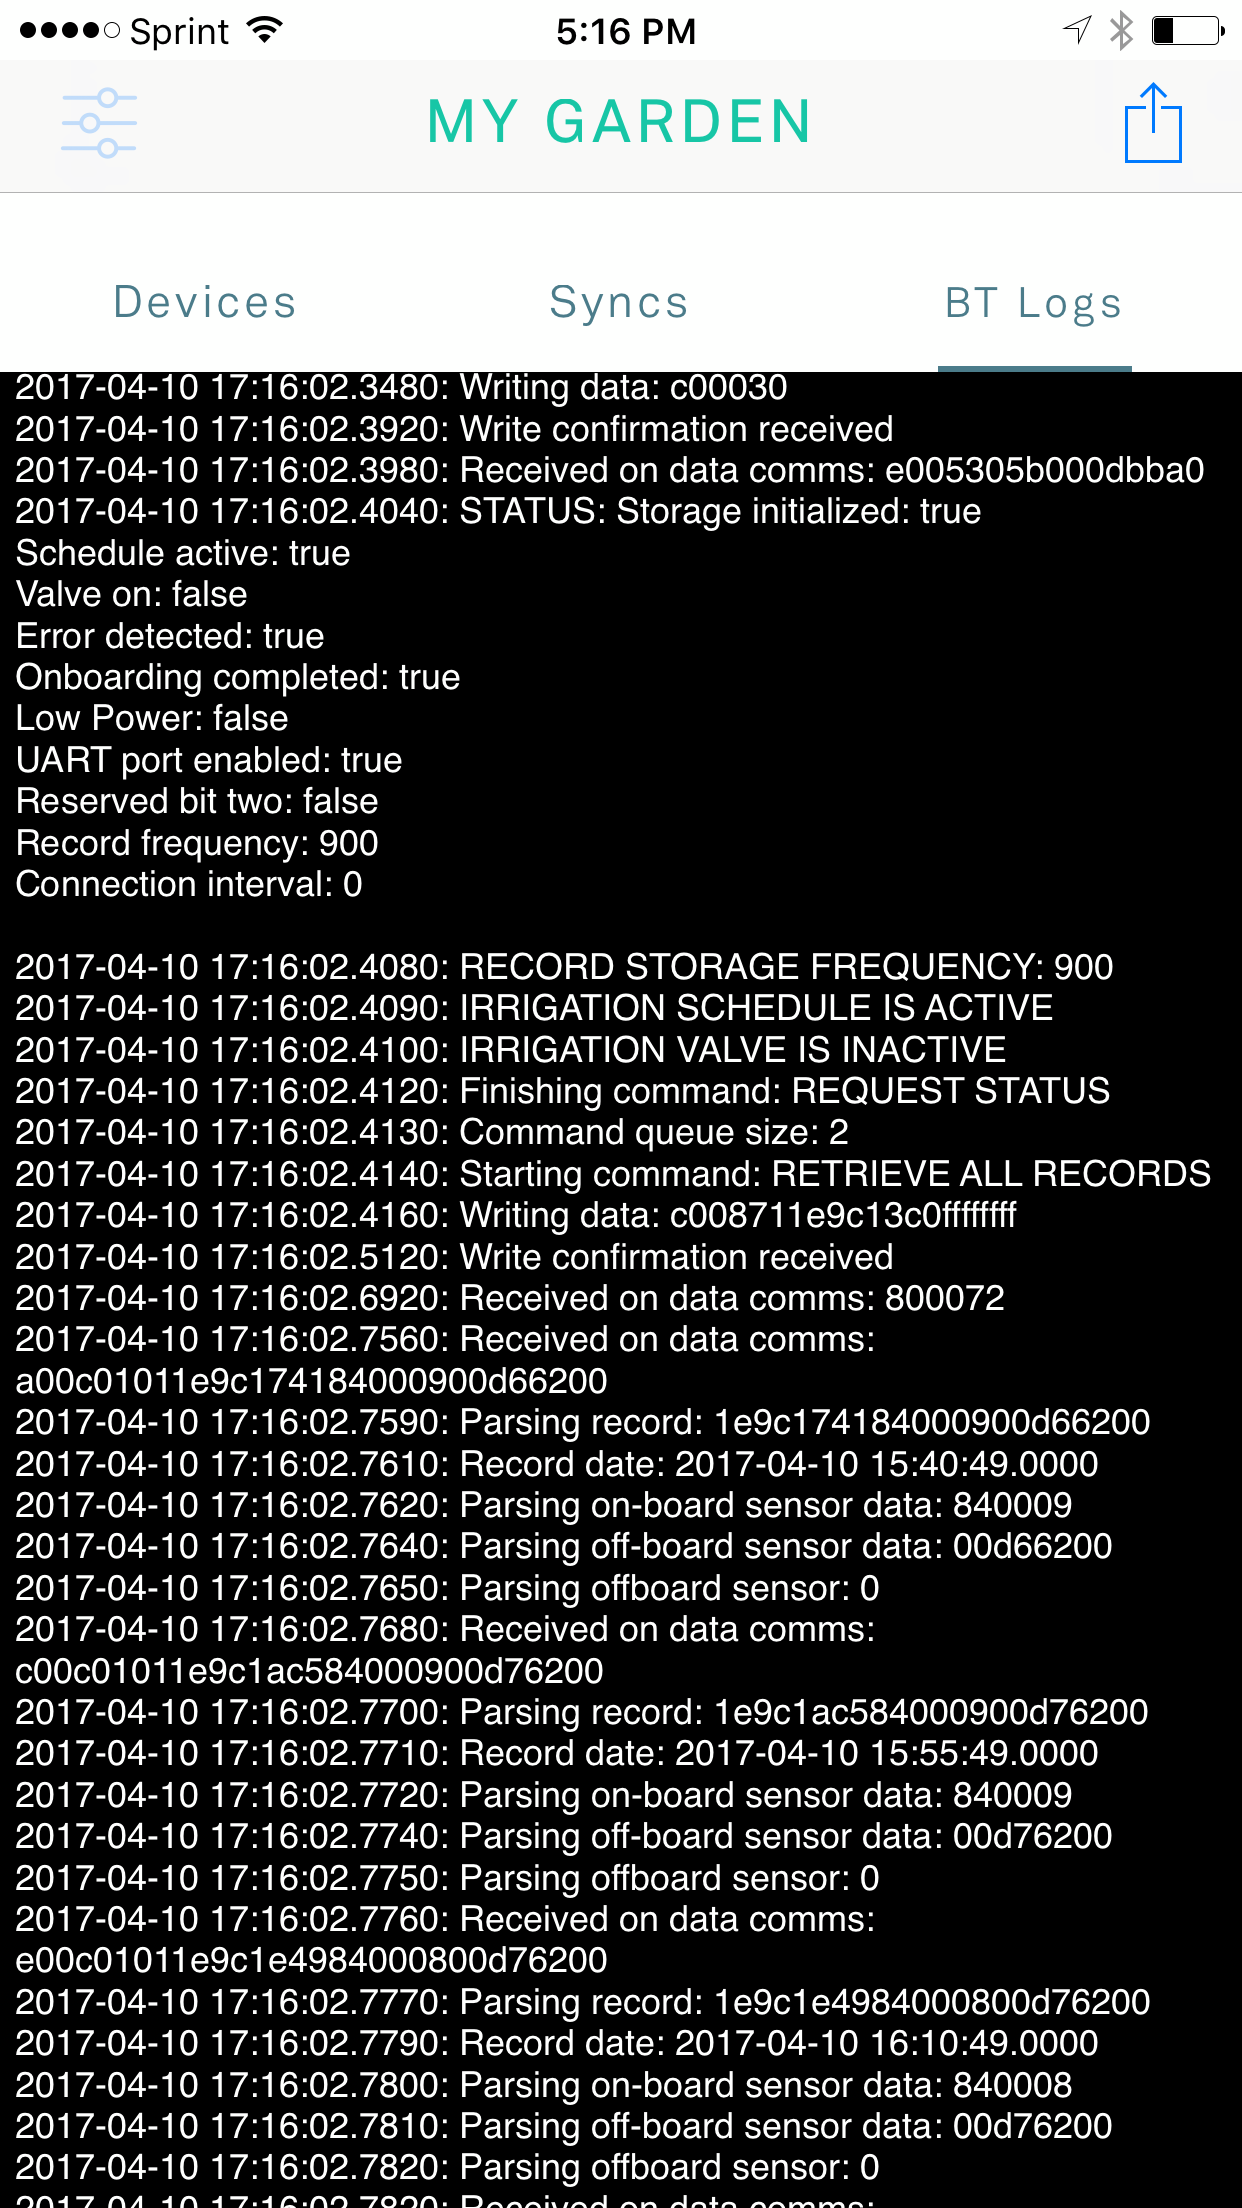 Sprint 5:16 PM
MY GARDEN
Devices Syncs BT Logs
2017-04-10 17:16:02.3480: Writing data: c00030
2017-04-10 17:16:02.3920: Write confirmation received
2017-04-10 17:16:02.3980: Received on data comms: e005305b000dbba0
2017-04-10 17:16:02.4040: STATUS: Storage initialized: true
Schedule active: true
Valve on: false
Error detected: true
Onboarding completed: true
Low Power: false
UART port enabled: true
Reserved bit two: false
Record frequency: 900
Connection interval: 0
2017-04-10 17:16:02.4080: RECORD STORAGE FREQUENCY: 900
2017-04-10 17:16:02.4090: IRRIGATION SCHEDULE IS ACTIVE
2017-04-10 17:16:02.4100: IRRIGATION VALVE IS INACTIVE
2017-04-10 17:16:02.4120: Finishing command: REQUEST STATUS
2017-04-10 17:16:02.4130: Command queue size: 2
2017-04-10 17:16:02.4140: Starting command: RETRIEVE ALL RECORDS
2017-04-10 17:16:02.4160: Writing data: c008711e9c13c0ffffffff
2017-04-10 17:16:02.5120: Write confirmation received
2017-04-10 17:16:02.6920: Received on data comms: 800072
2017-04-10 17:16:02.7560: Received on data comms:
a00c01011e9c174184000900d66200
2017-04-10 17:16:02.7590: Parsing record: 1e9c174184000900d66200
2017-04-10 17:16:02.7610: Record date: 2017-04-10 15:40:49.0000
2017-04-10 17:16:02.7620: Parsing on-board sensor data: 840009
2017-04-10 17:16:02.7640: Parsing off-board sensor data: 00d66200
2017-04-10 17:16:02.7650: Parsing offboard sensor: 0
2017-04-10 17:16:02.7680: Received on data comms:
c00c01011e9c1ac584000900d76200
2017-04-10 17:16:02.7700: Parsing record: 1e9c1ac584000900d76200
2017-04-10 17:16:02.7710: Record date: 2017-04-10 15:55:49.0000
2017-04-10 17:16:02.7720: Parsing on-board sensor data: 840009
2017-04-10 17:16:02.7740: Parsing off-board sensor data: 00d76200
2017-04-10 17:16:02.7750: Parsing offboard sensor: 0
2017-04-10 17:16:02.7760: Received on data comms:
e00c01011e9c1e4984000800d76200
2017-04-10 17:16:02.7770: Parsing record: 1e9c1e4984000800d76200
2017-04-10 17:16:02.7790: Record date: 2017-04-10 16:10:49.0000
2017-04-10 17:16:02.7800: Parsing on-board sensor data: 840008
2017-04-10 17:16:02.7810: Parsing off-board sensor data: 00d76200
2017-04-10 17:16:02.7820: Parsing offboard sensor: 0
2017-04-10 17:16:02.7820: Received on data comms: